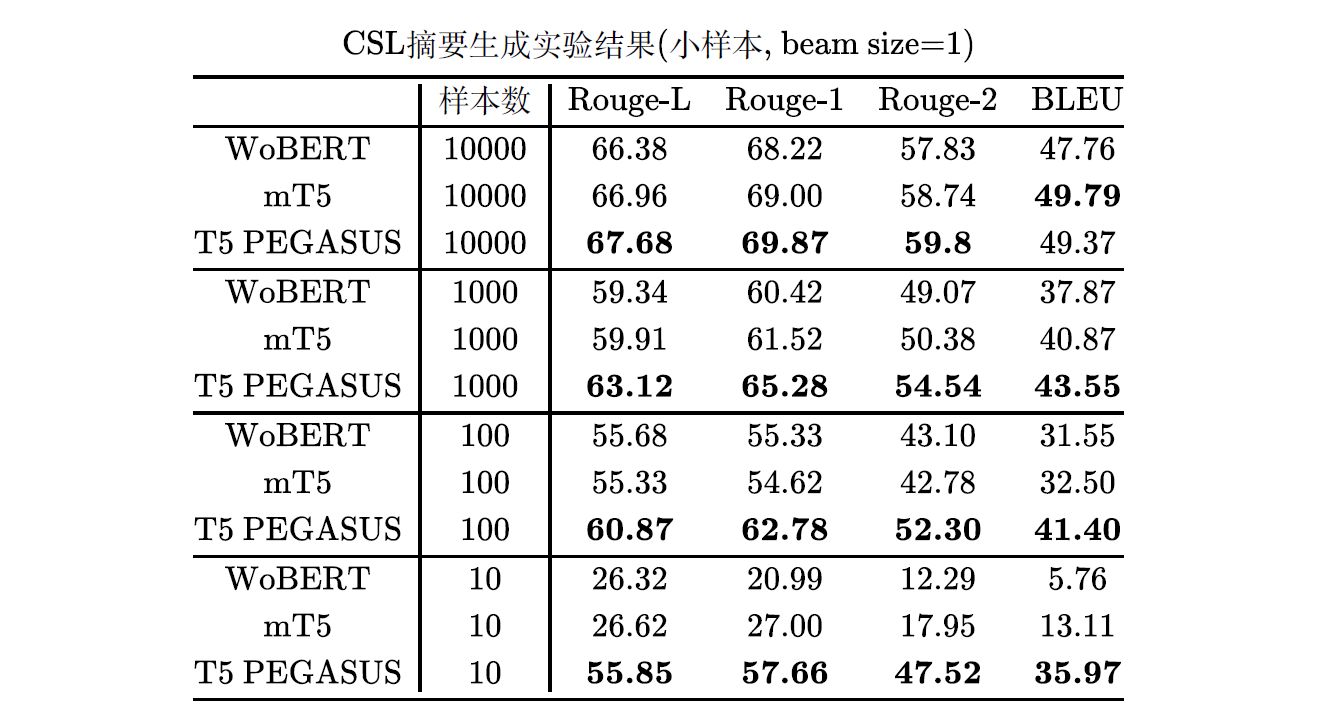 CSL摘要生成实验结果(小样本, beam size=1)
样本数 Rouge-L Rouge-1 Rouge-2 BLEU
WoBERT 10000 66.38 68.22 57.83 47.76
mT5 10000 66.96 69.00 58.74 49.79
T5 PEGASUS 10000 67.68 69.87 59.8 49.37
WoBERT 1000 59.34 60.42 49.07 37.87
mT5 1000 59.91 61.52 50.38 40.87
T5 PEGASUS 1000 63.12 65.28 54.54 43.55
WoBERT 100 55.68 55.33 43.10 31.55
mT5 100 55.33 54.62 42.78 32.50
T5 PEGASUS 100 60.87 62.78 52.30 41.40
WoBERT 10 26.32 20.99 12.29 5.76
mT5 10 26.62 27.00 17.95 13.11
T5 PEGASUS 10 55.85 57.66 47.52 35.97